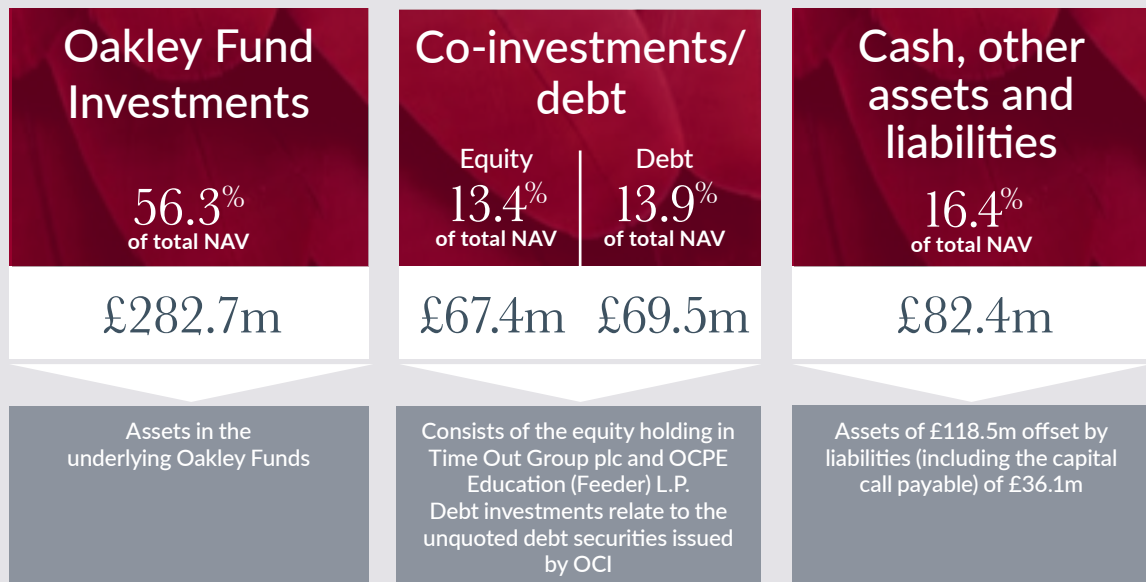 Oakley Fund
Investments
56.3%
of total NAV
£282.7m
Assets in the
underlying Oakley Funds
Co-investments/
debt
Equity
13.4%
of total NAV
£67.4m
Debt
13.9%
of total NAV
£69.5m
Consists of the equity holding in
Time Out Group plc and OCPE
Education (Feeder) L.P.
Debt investments relate to the
unquoted debt securities issued
by OCI
Cash, other
assets and
liabilities
16.4%
of total NAV
£82.4m
Assets of £118.5m offset by
liabilities (including the capital
call payable) of £36.1m